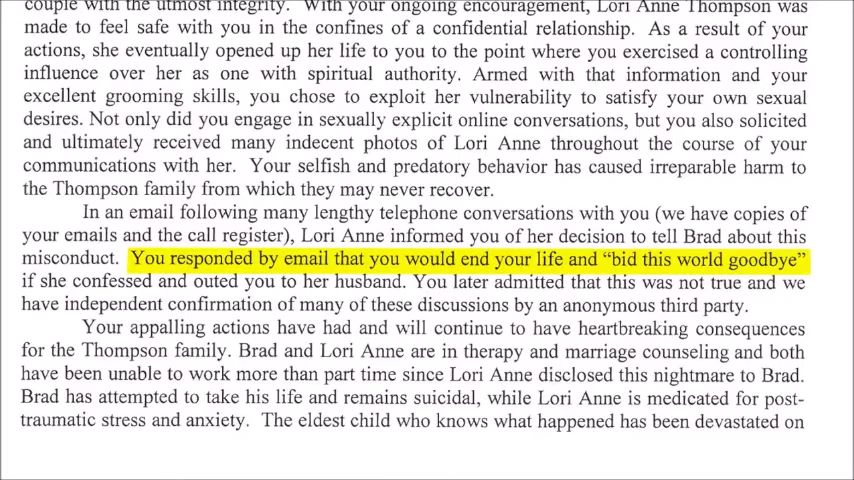 couple with the utmost integrity. With your ongoing encouragement, Lori Anne Thompson was
made to feel safe with you in the confines of a confidential relationship. As a result of your
actions, she eventually opened up her life to you to the point where you exercised a controlling
influence over her as one with spiritual authority. Armed with that information and your
excellent grooming skills, you chose to exploit her vulnerability to satisfy your own sexual
desires. Not only did you engage in sexually explicit online conversations, but you also solicited
and ultimately received many indecent photos of Lori Anne throughout the course of your
communications with her. Your selfish and predatory behavior has caused irreparable harm to
the Thompson family from which they may never recover.
In an email following many lengthy telephone conversations with you (we have copies of
your emails and the call register), Lori Anne informed you of her decision to tell Brad about this
misconduct. You responded by email that you would end your life and “bid this world goodbye”
if she confessed and outed you to her husband. You later admitted that this was not true and we
have independent confirmation of many of these discussions by an anonymous third party.
Your appalling actions have had and will continue to have heartbreaking consequences
for the Thompson family. Brad and Lori Anne are in therapy and marriage counseling and both
have been unable to work more than part time since Lori Anne disclosed this nightmare to Brad.
Brad has attempted to take his life and remains suicidal, while Lori Anne is medicated for post-
traumatic stress and anxiety. The eldest child who knows what happened has been devastated on